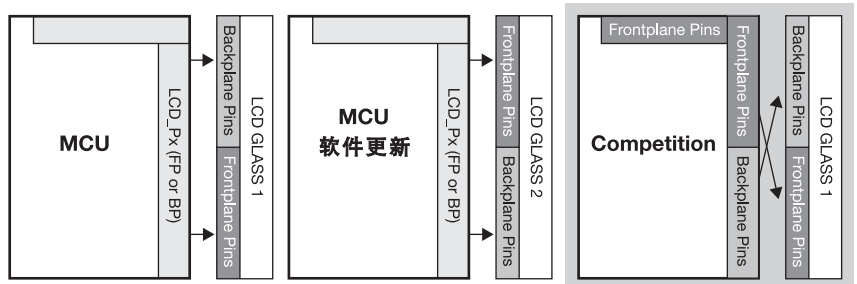 MCU
LCD_Px (FP or BP)
Backplane Pins
Frontplane Pins
LCD GLASS 1
MCU
软件更新
LCD_Px (FP or BP)
Frontplane Pins
Backplane Pins
LCD GLASS 2
Frontplane Pins
Competition
Frontplane Pins
Backplane Pins
Backplane Pins
Frontplane Pins
LCD GLASS 1